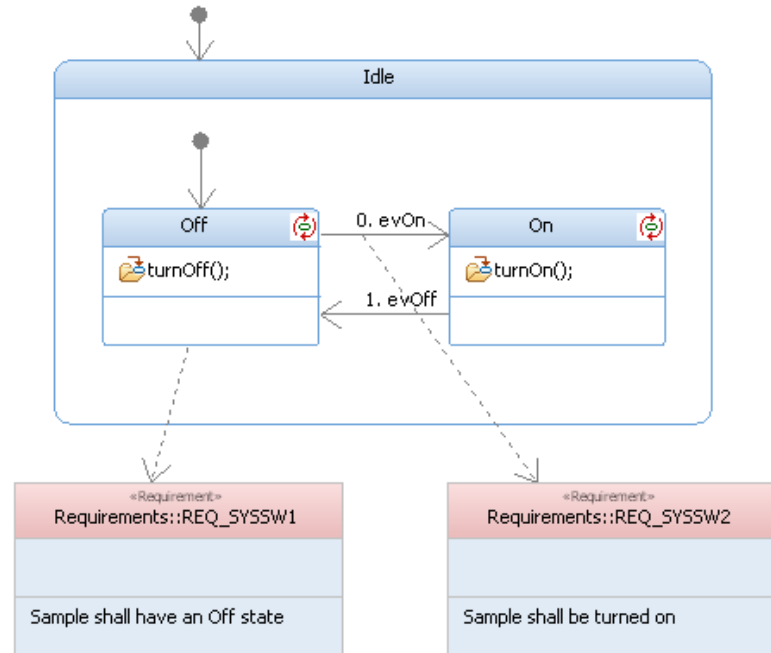 Idle
Off
0. evOn
On
turnOff();
turnOn();
1. evOff
«Requirement»
Requirements::REQ_SYSSW1
Sample shall have an Off state
«Requirement»
Requirements::REQ_SYSSW2
Sample shall be turned on